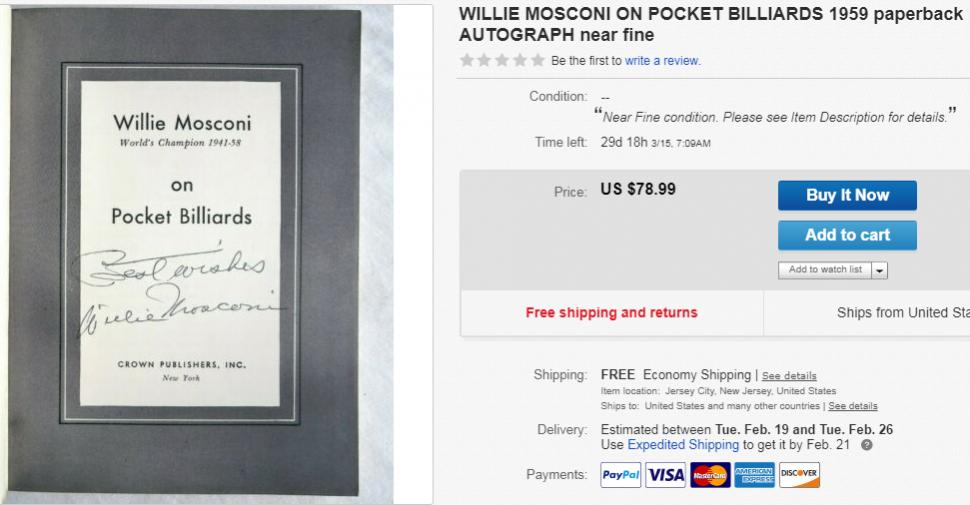 Willie Mosconi
World's Champion 1941-58
on
Pocket Billiards
Best wishes
Willie Mosconi
CROWN PUBLISHERS, INC.
New York
WILLIE MOSCONI ON POCKET BILLIARDS 1959 paperback
AUTOGRAPH near fine
Be the first to write a review.
Condition: --
“Near Fine condition. Please see Item Description for details.”
Time left: 29d 18h 3/15, 7:09AM
Price: US $78.99
Buy It Now
Add to cart
Add to watch list
Free shipping and returns
Ships from United Sta
Shipping: FREE Economy Shipping | See details
Item location: Jersey City, New Jersey, United States
Ships to: United States and many other countries | See details
Delivery: Estimated between Tue. Feb. 19 and Tue. Feb. 26
Use Expedited Shipping to get it by Feb. 21 ?
Payments: PayPal VISA MasterCard AMERICAN EXPRESS DISCOVER